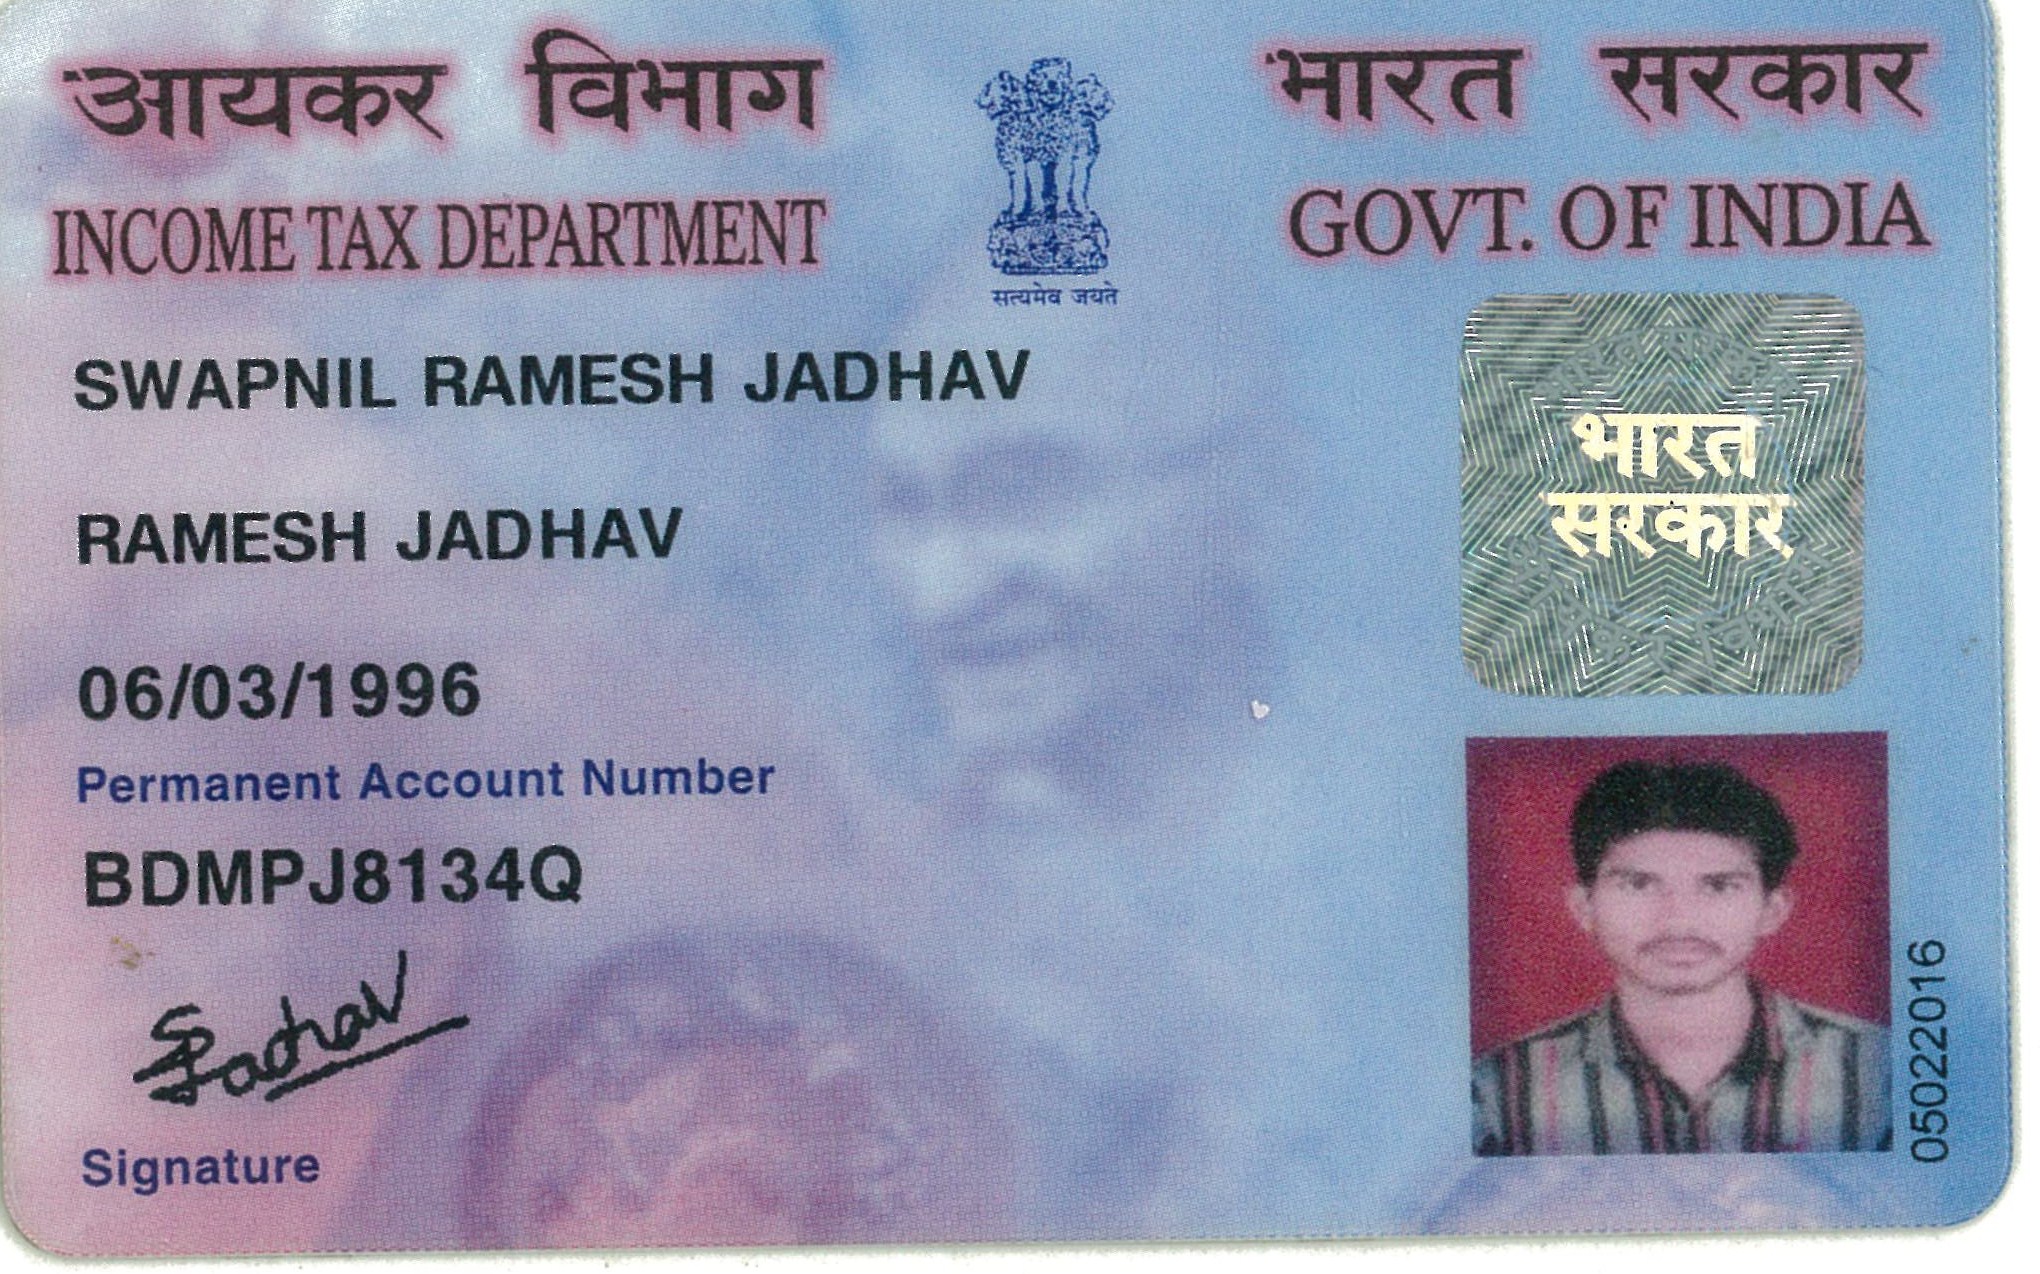 आयकर विभाग
INCOME TAX DEPARTMENT
सत्यमेव जयते
भारत सरकार
GOVT. OF INDIA
SWAPNIL RAMESH JADHAV
RAMESH JADHAV
06/03/1996
Permanent Account Number
BDMPJ8134Q
SRJadhav
Signature
भारत
सरकार
05022016